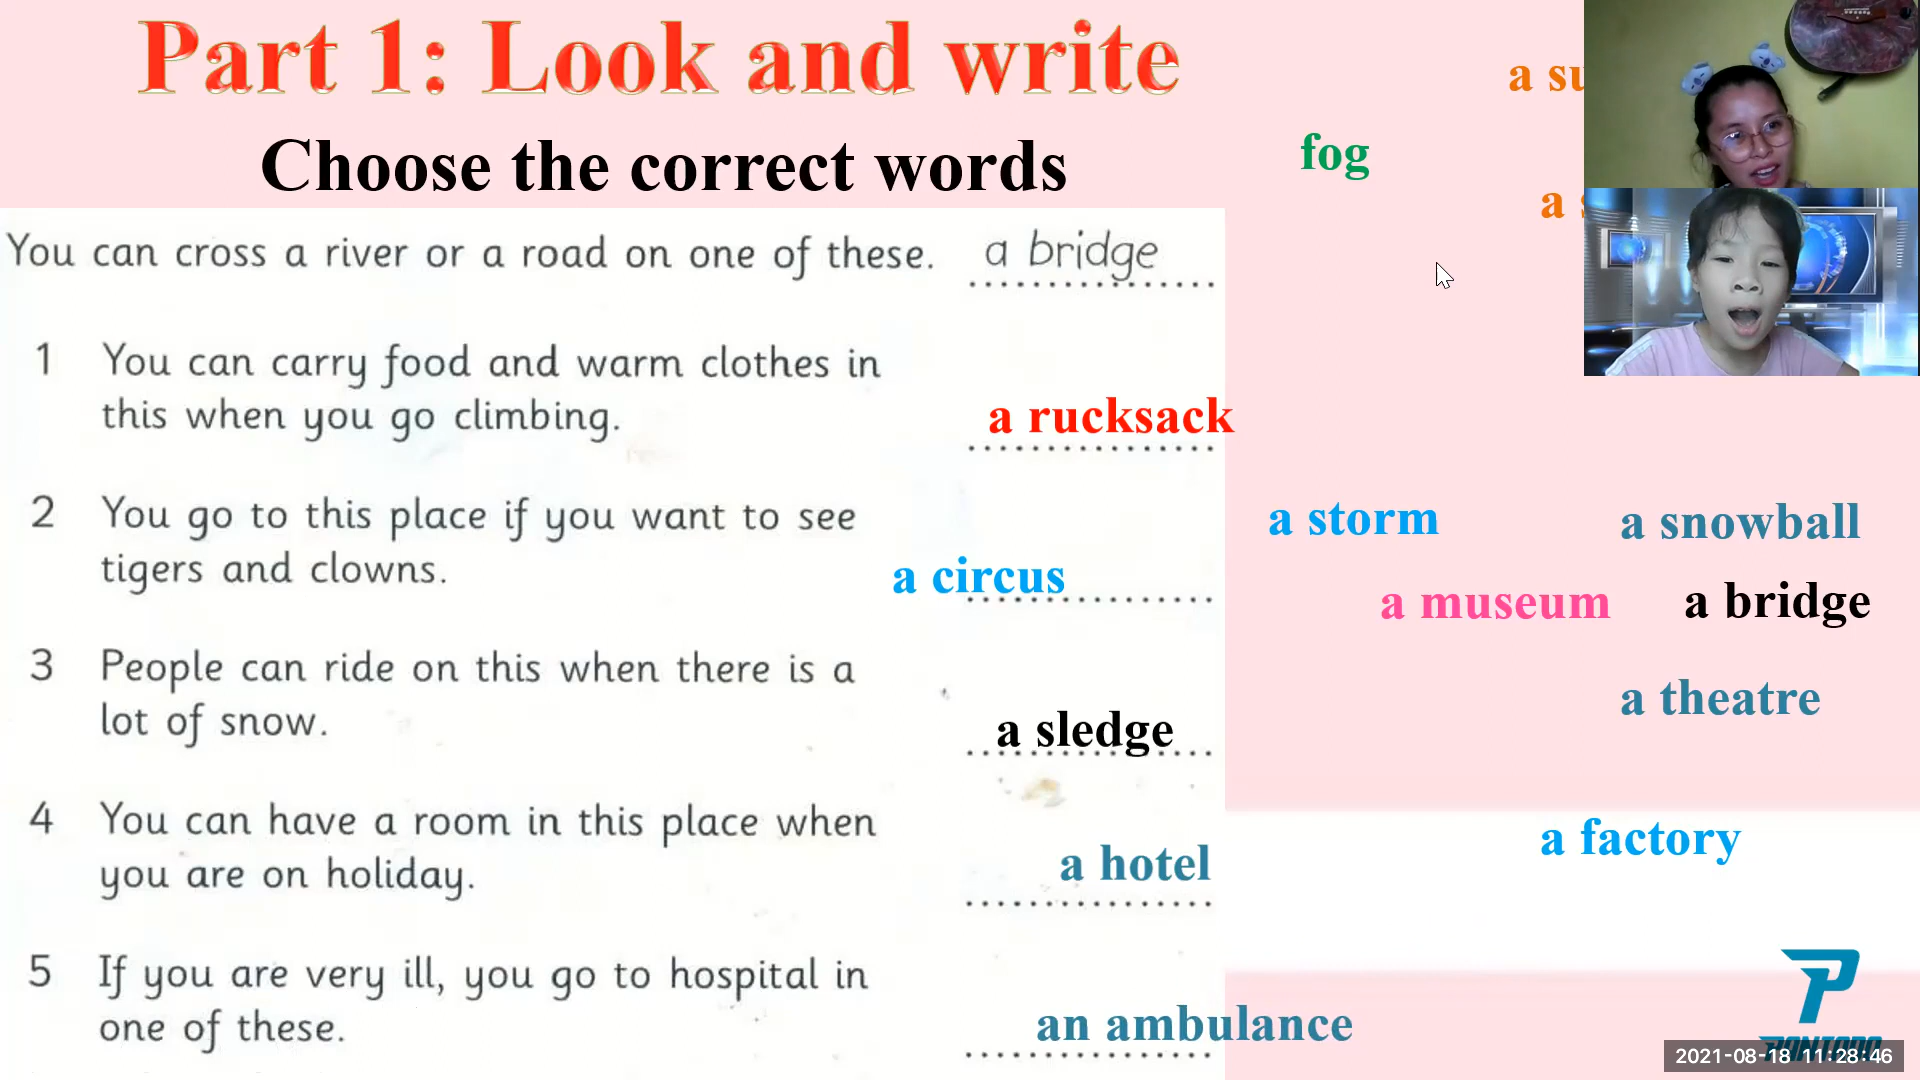 Part 1: Look and write
Choose the correct words
a
fog
a
You can cross a river or a road on one of these. a bridge
1 You can carry food and warm clothes in
this when you go climbing.
a rucksack
2 You go to this place if you want to see
tigers and clowns.
a circus
a storm
a snowball
a museum
a bridge
3 People can ride on this when there is a
lot of snow.
a sledge
a theatre
4 You can have a room in this place when
you are on holiday.
a hotel
a factory
5 If you are very ill, you go to hospital in
one of these.
an ambulance
2021-08-18 11:28:46